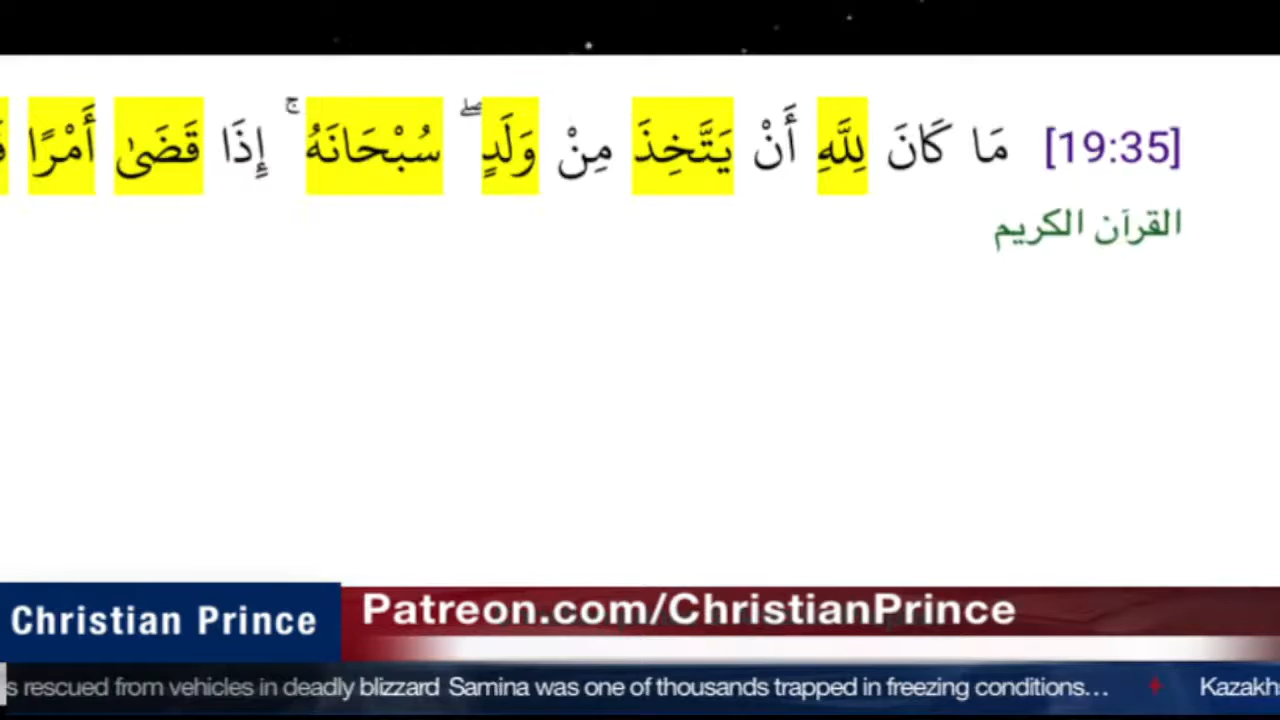 [19:35] مَا كَانَ لِلَّهِ أَنْ يَتَّخِذَ مِنْ وَلَدٍ ۖ سُبْحَانَهُ ۚ إِذَا قَضَىٰ أَمْرًا
القرآن الكريم
Christian Prince
Patreon.com/ChristianPrince
s rescued from vehicles in deadly blizzard Samina was one of thousands trapped in freezing conditions... Kazakh